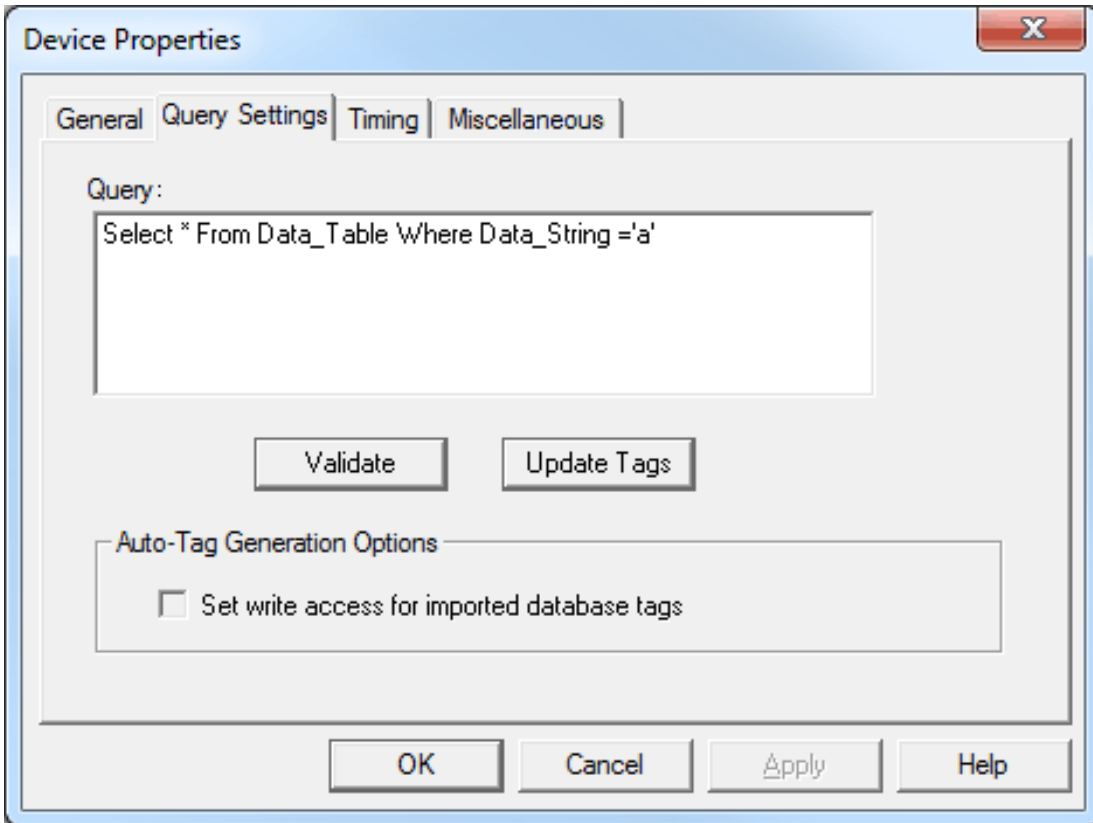 Device Properties
General Query Settings Timing Miscellaneous
Query:
Select * From Data_Table Where Data_String ='a'
Validate Update Tags
Auto-Tag Generation Options
Set write access for imported database tags
OK Cancel Apply Help